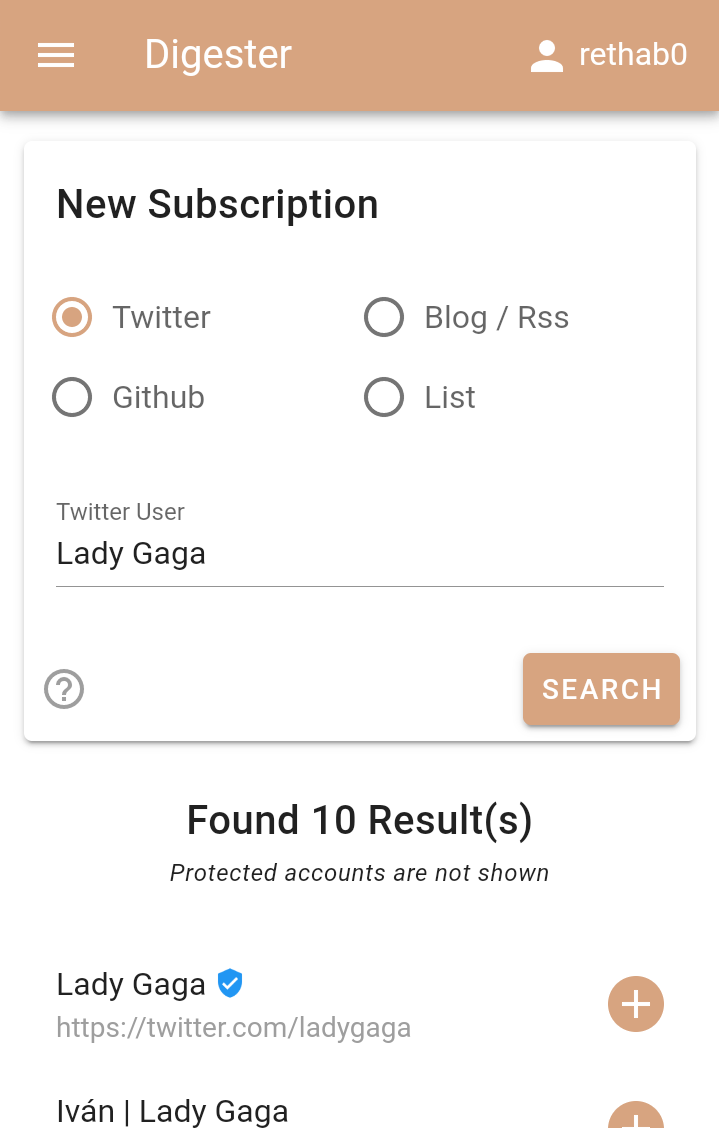 Digester
rethab0
New Subscription
Twitter
Blog / Rss
Github
List
Twitter User
Lady Gaga
SEARCH
Found 10 Result(s)
Protected accounts are not shown
Lady Gaga
https://twitter.com/ladygaga
Iván | Lady Gaga